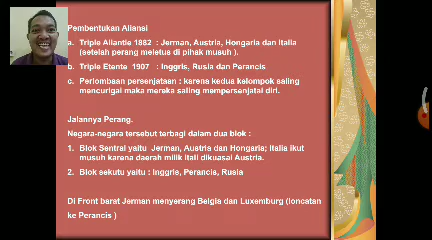 Pembentukan Aliansi
a. Triple Aliantie 1882 : Jerman, Austria, Hongaria dan Italia
(setelah perang meletus di pihak musuh ).
b. Triple Etente 1907 : Inggris, Rusia dan Perancis
c. Perlombaan persenjataan : karena kedua kelompok saling
mencurigai maka mereka saling mempersenjatai diri.
Jalannya Perang.
Negara-negara tersebut terbagi dalam dua blok :
1. Blok Sentral yaitu Jerman, Austria dan Hongaria; Italia ikut
musuh karena daerah milik Itali dikuasai Austria.
2. Blok sekutu yaitu : Inggris, Perancis, Rusia
Di Front barat Jerman menyerang Belgia dan Luxemburg (loncatan
ke Perancis )